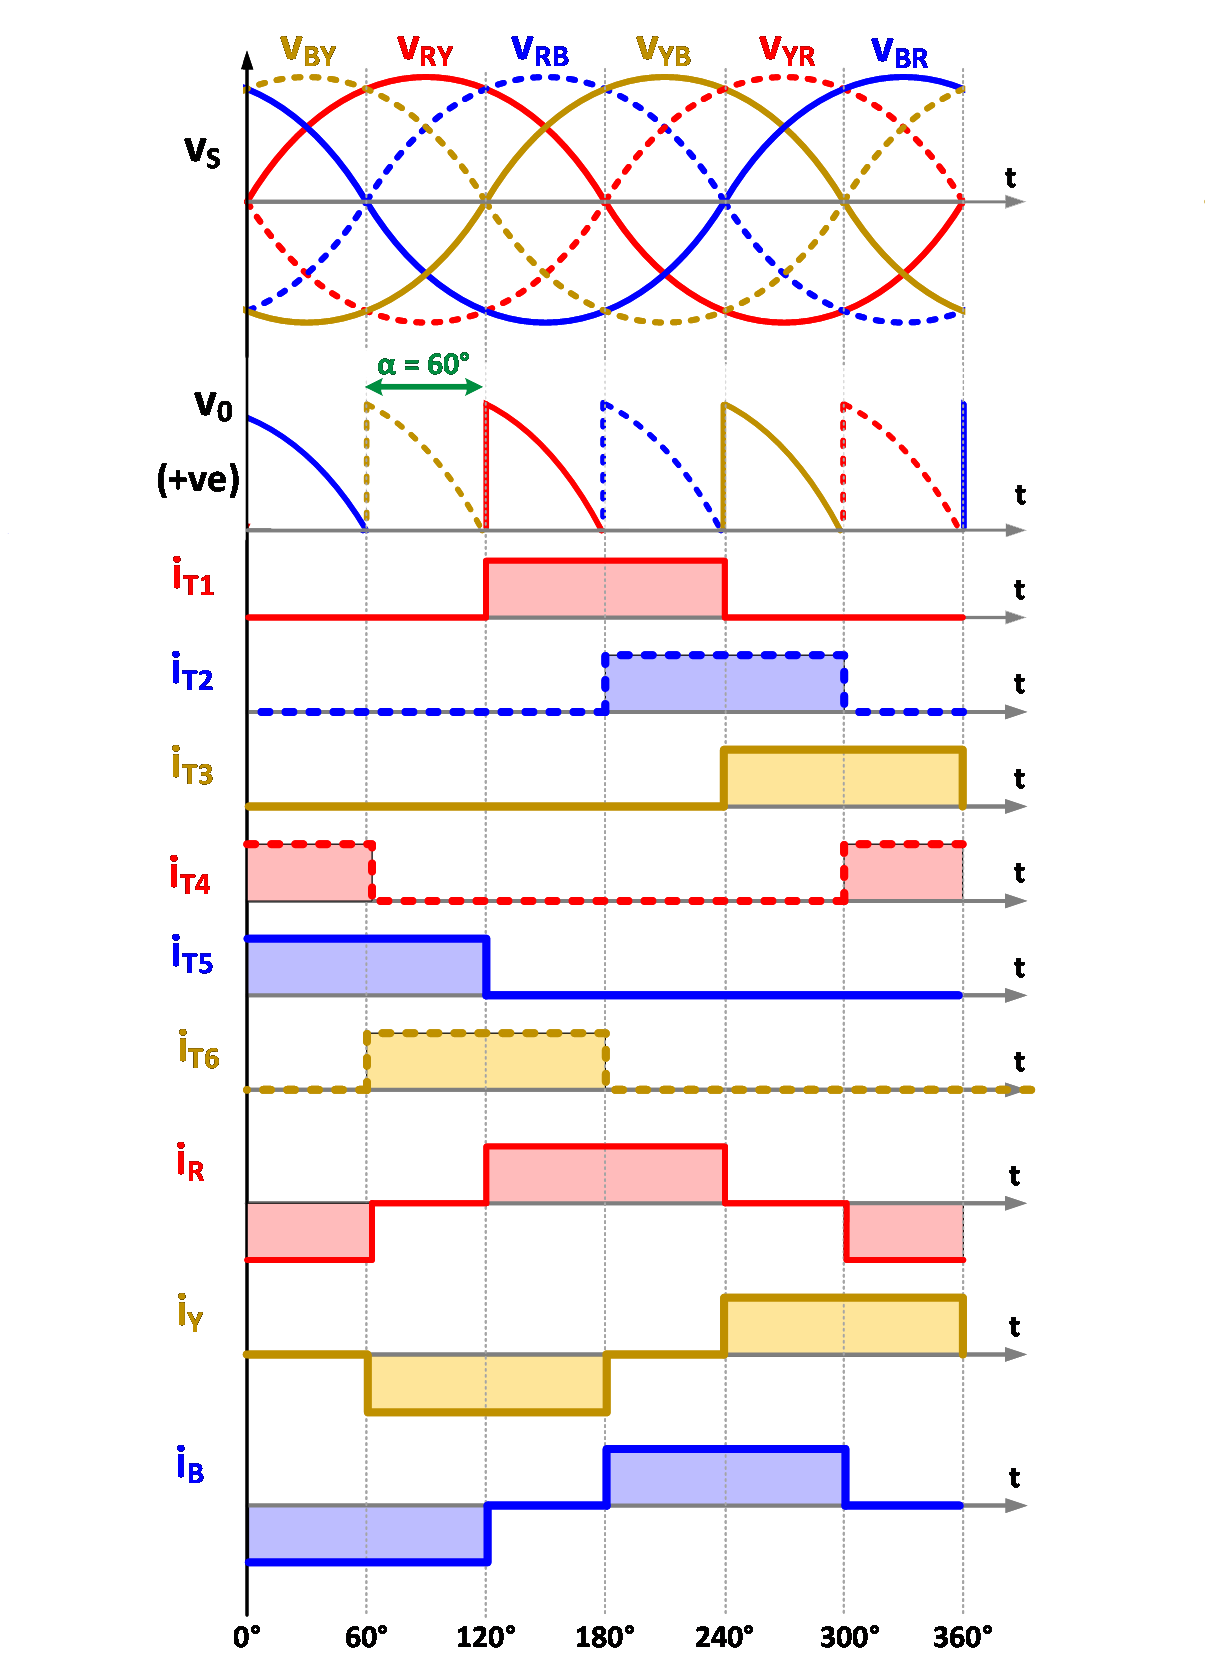 vBY vRY vRB vYB vYR vBR
vS
t
α = 60°
v0
(+ve)
t
iT1
t
iT2
t
iT3
t
iT4
t
iT5
t
iT6
t
iR
t
iY
t
iB
t
0° 60° 120° 180° 240° 300° 360°